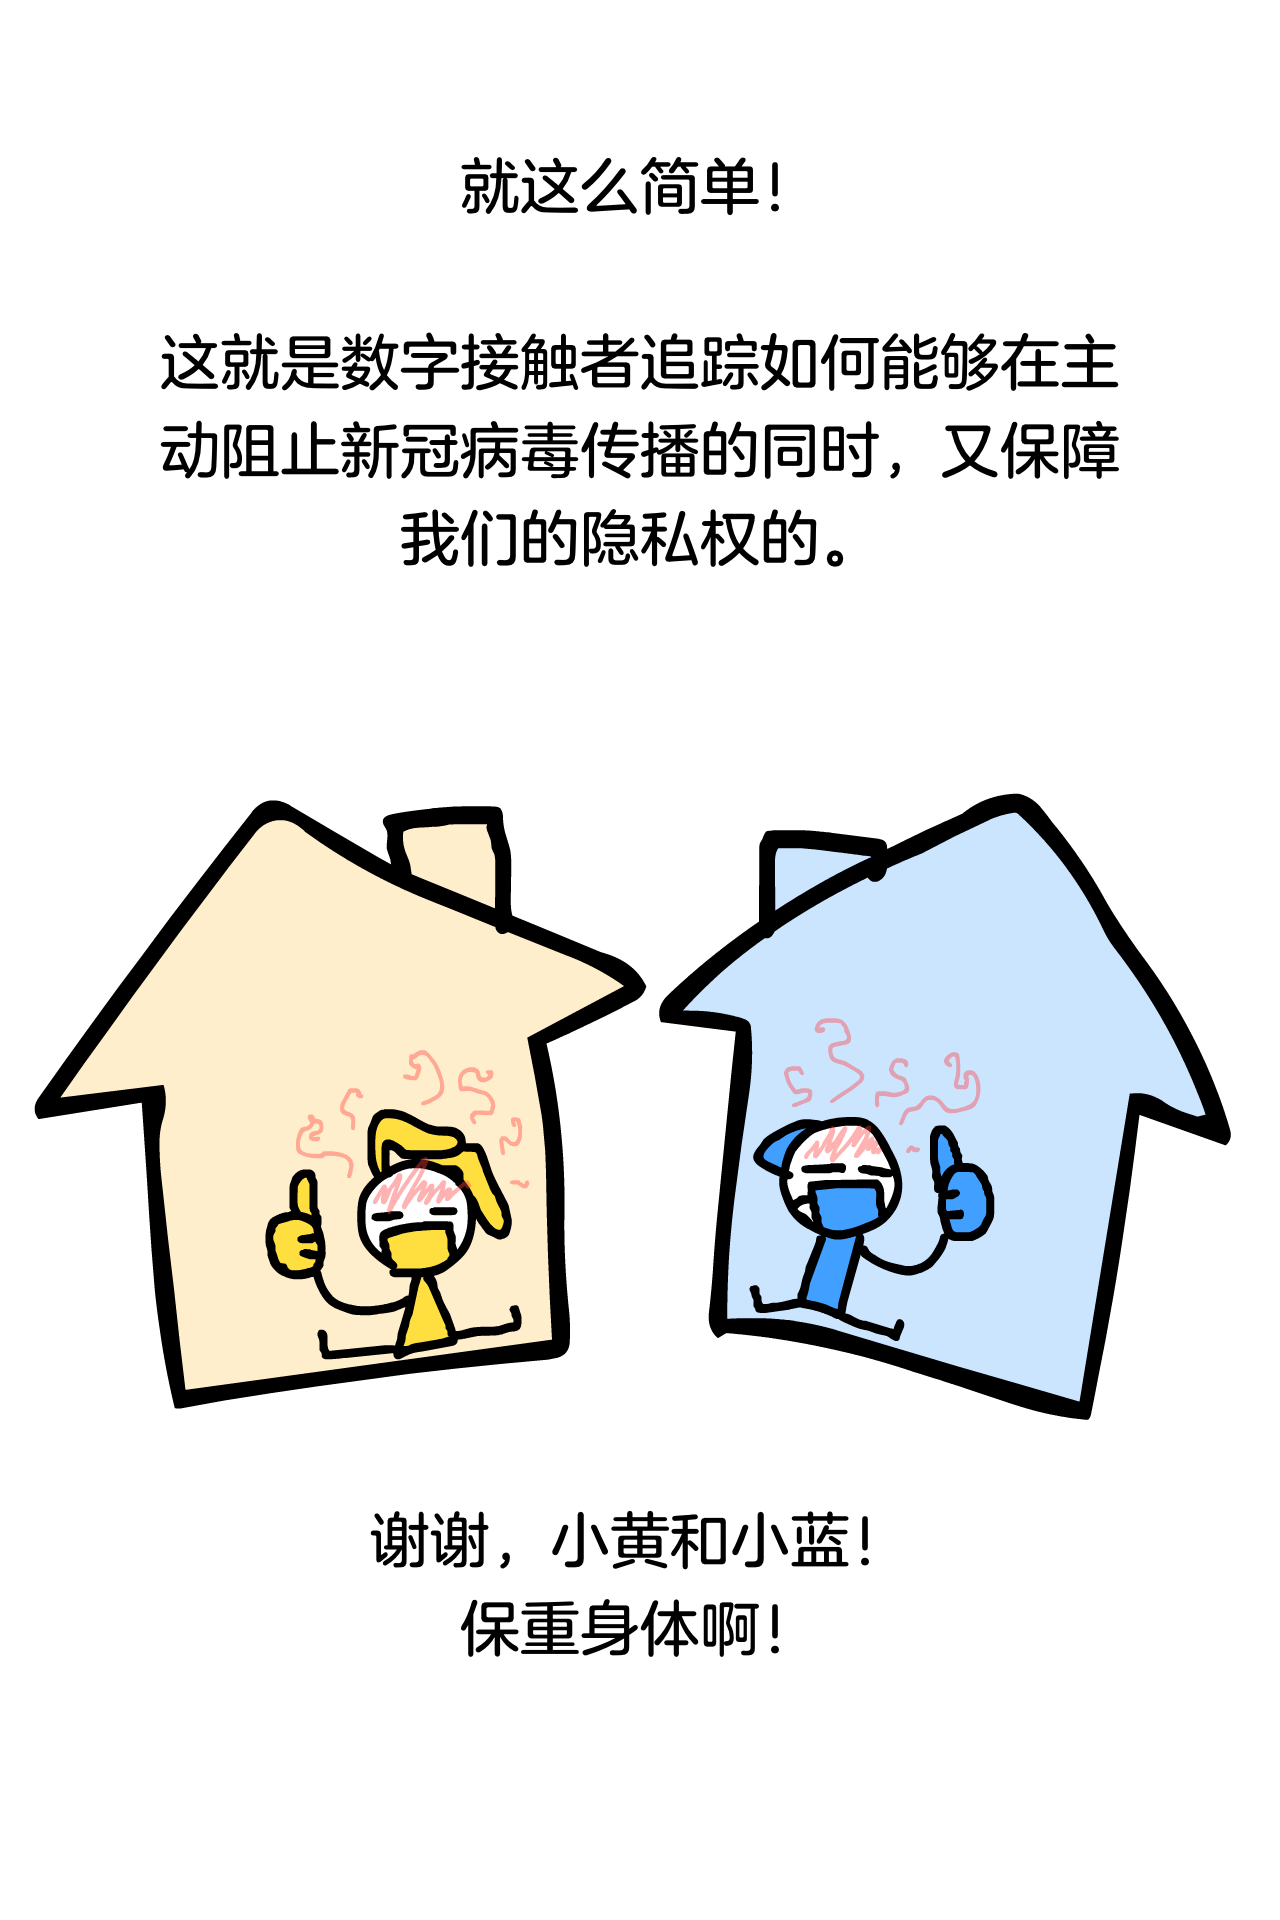 就这么简单！
这就是数字接触者追踪如何能够在主
动阻止新冠病毒传播的同时，又保障
我们的隐私权的。
谢谢，小黄和小蓝！
保重身体啊！